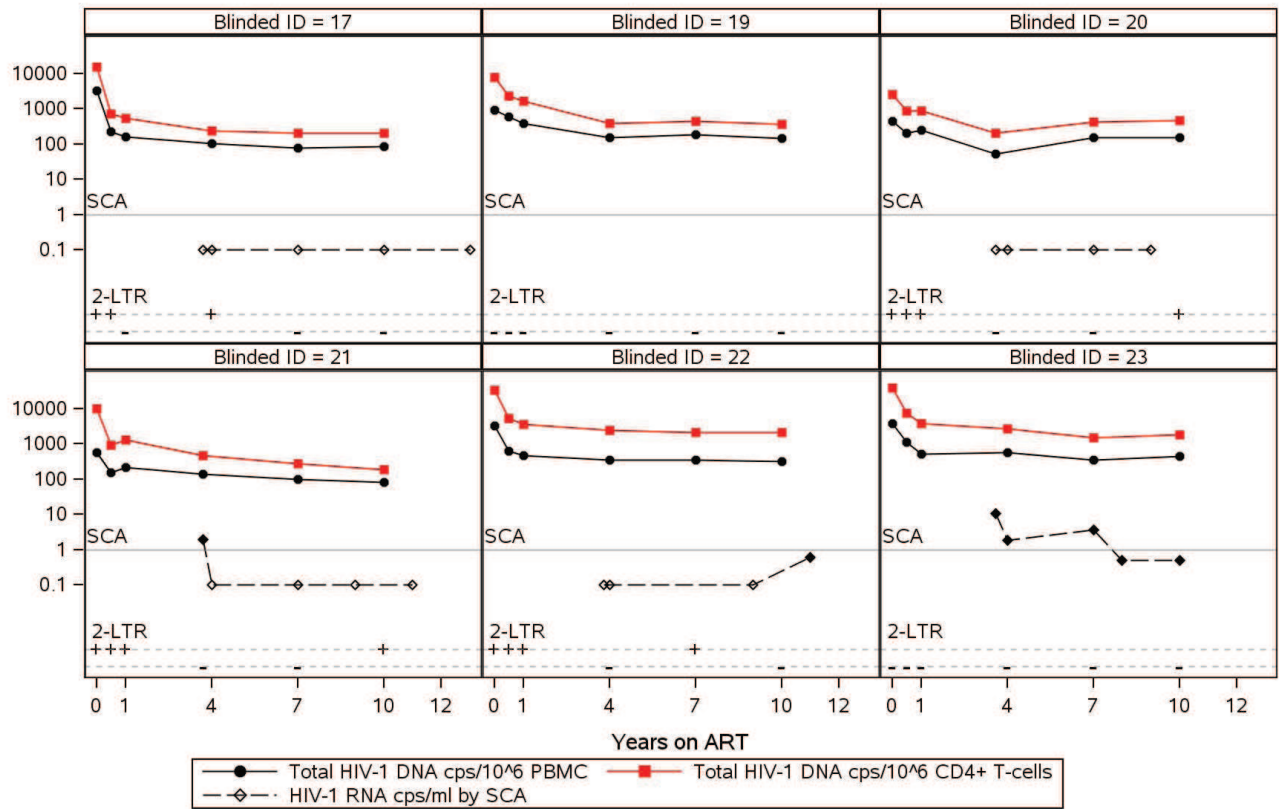 Blinded ID = 17
Blinded ID = 19
Blinded ID = 20
10000
1000
100
10
1
0.1
SCA
SCA
SCA
2-LTR
2-LTR
2-LTR
+ + - + - -
- - - - - -
+ + + - - +
Blinded ID = 21
Blinded ID = 22
Blinded ID = 23
10000
1000
100
10
1
0.1
SCA
SCA
SCA
2-LTR
2-LTR
2-LTR
+ + + - - +
+ + + - + -
- - - - - -
0 1 4 7 10 12
0 1 4 7 10 12
0 1 4 7 10 12
Years on ART
Total HIV-1 DNA cps/10^6 PBMC
Total HIV-1 DNA cps/10^6 CD4+ T-cells
HIV-1 RNA cps/ml by SCA